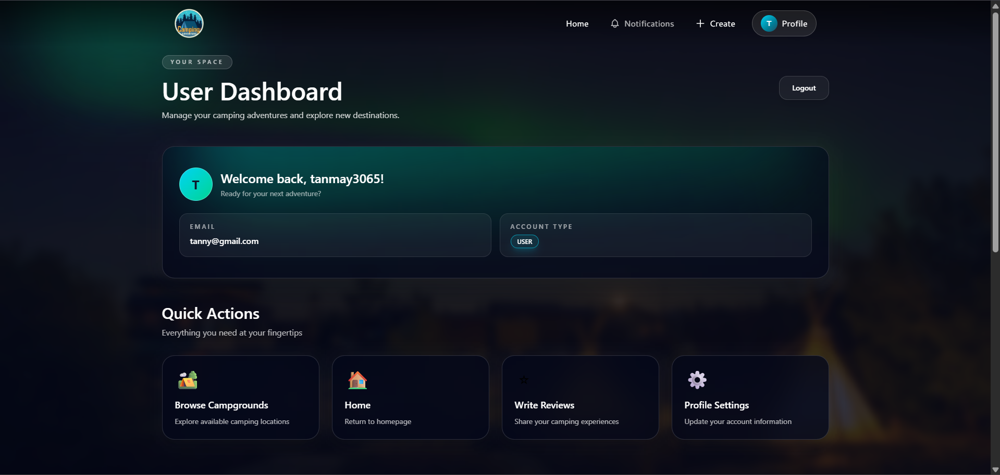 Camping
ADVENTURE
Home
Notifications
Create
T
Profile
YOUR SPACE
User Dashboard
Logout
Manage your camping adventures and explore new destinations.
T
Welcome back, tanmay3065!
Ready for your next adventure?
EMAIL
tanny@gmail.com
ACCOUNT TYPE
USER
Quick Actions
Everything you need at your fingertips
Browse Campgrounds
Explore available camping locations
Home
Return to homepage
Write Reviews
Share your camping experiences
Profile Settings
Update your account information